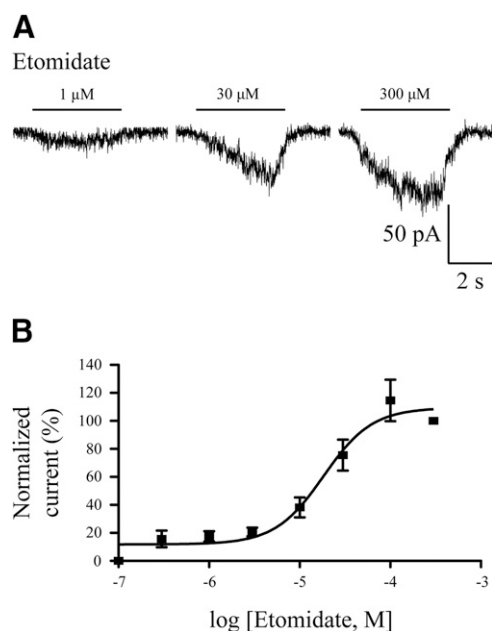 A
Etomidate
1 µM 30 µM 300 µM
50 pA
2 s
B
Normalized
current (%)
140
120
100
80
60
40
20
0
-7 -6 -5 -4 -3
log [Etomidate, M]